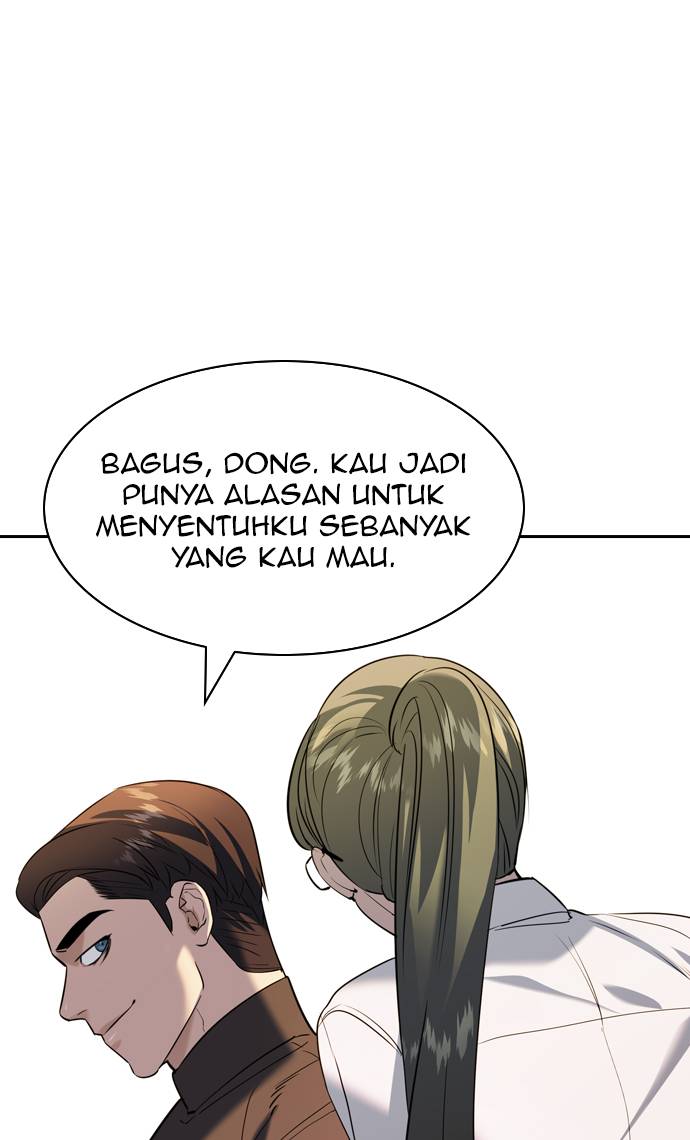 BAGUS, DONG. KAU JADI
PUNYA ALASAN UNTUK
MENYENTUHKU SEBANYAK
YANG KAU MAU.